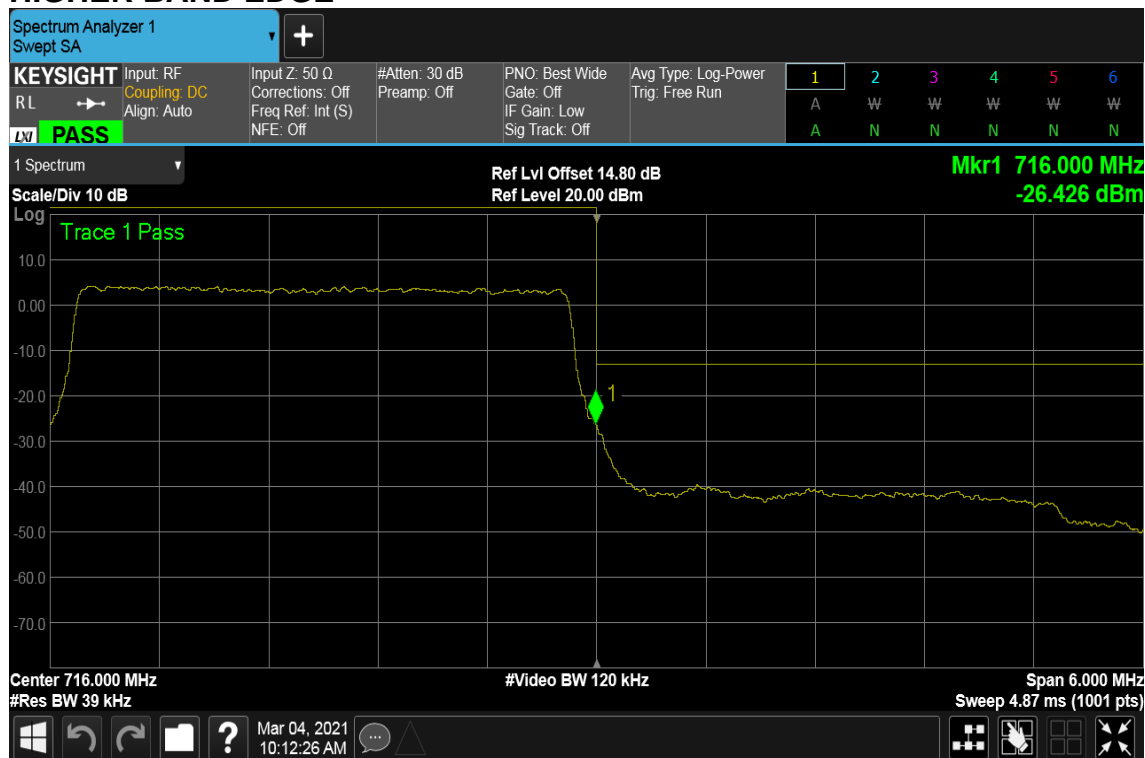 HIGHER BAND EDGE
Spectrum Analyzer 1
Swept SA
KEYSIGHT
R L
LXI PASS
Input: RF
Coupling: DC
Align: Auto
Input Z: 50 Ω
Corrections: Off
Freq Ref: Int (S)
NFE: Off
#Atten: 30 dB
Preamp: Off
PNO: Best Wide
Gate: Off
IF Gain: Low
Sig Track: Off
Avg Type: Log-Power
Trig: Free Run
1 2 3 4 5 6
A W W W W W
A N N N N N
1 Spectrum
Scale/Div 10 dB
Ref Lvl Offset 14.80 dB
Ref Level 20.00 dBm
Mkr1 716.000 MHz
-26.426 dBm
Log
Trace 1 Pass
10.0
0.00
-10.0
-20.0
1
-30.0
-40.0
-50.0
-60.0
-70.0
Center 716.000 MHz
#Video BW 120 kHz
Span 6.000 MHz
#Res BW 39 kHz
Sweep 4.87 ms (1001 pts)
?
Mar 04, 2021
10:12:26 AM